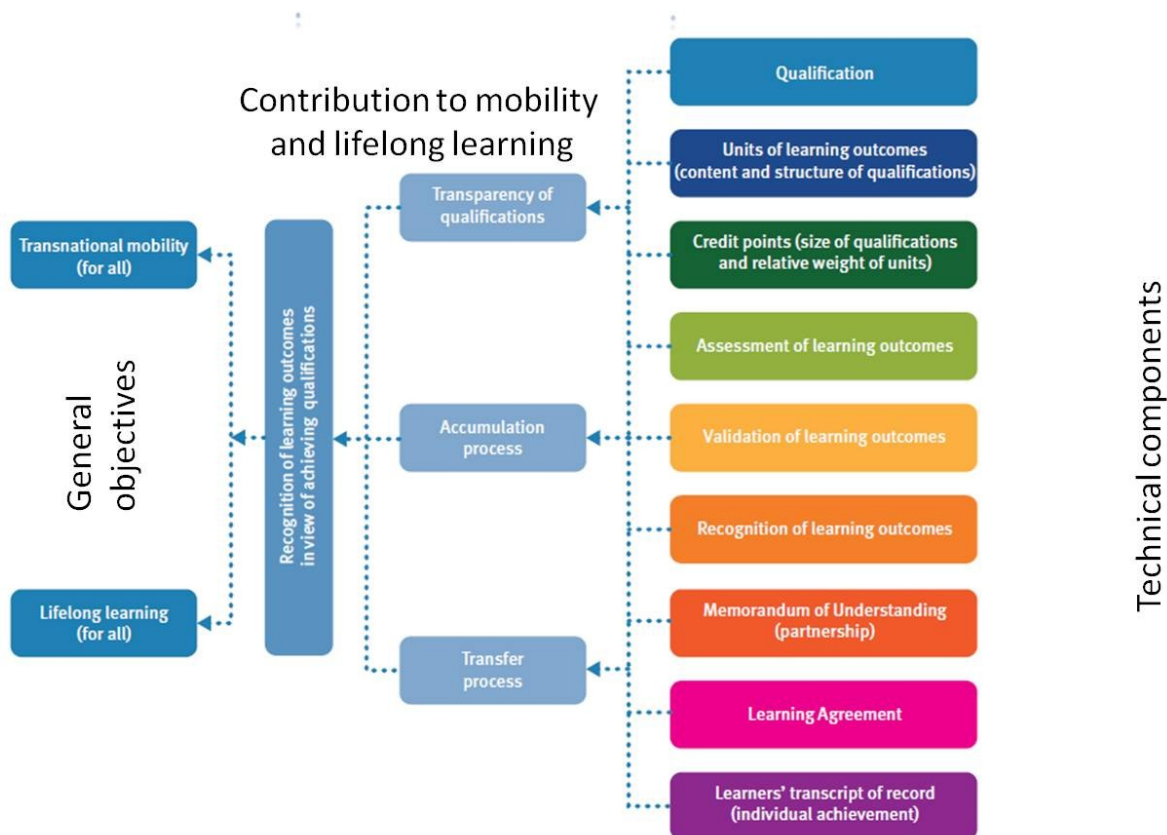 Contribution to mobility
and lifelong learning
General
objectives
Transnational mobility
(for all)
Lifelong learning
(for all)
Recognition of learning outcomes
in view of achieving qualifications
Transparency of
qualifications
Accumulation
process
Transfer
process
Qualification
Units of learning outcomes
(content and structure of qualifications)
Credit points (size of qualifications
and relative weight of units)
Assessment of learning outcomes
Validation of learning outcomes
Recognition of learning outcomes
Memorandum of Understanding
(partnership)
Learning Agreement
Learners’ transcript of record
(individual achievement)
Technical components